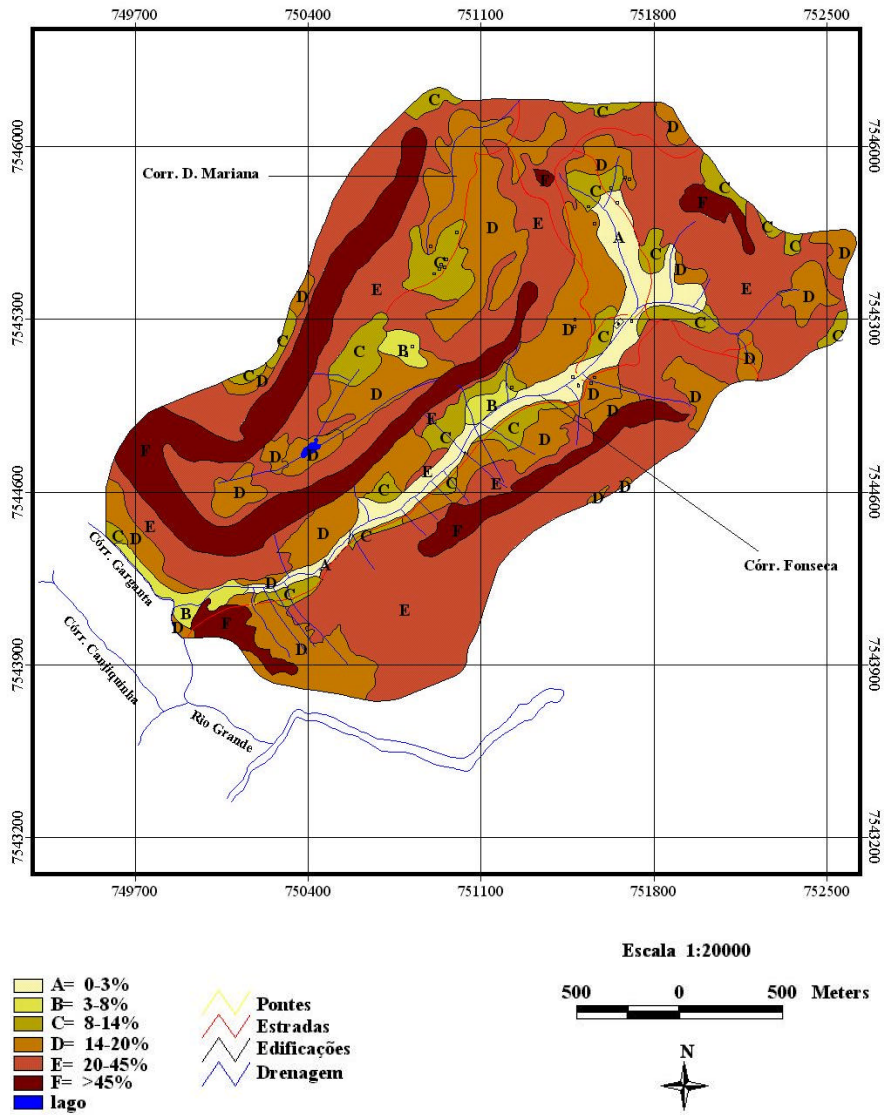 749700 750400 751100 751800 752500
7546000 7546000
7545300 7545300
7544600 7544600
7543900 7543900
7543200 7543200
C
C
D
Corr. D. Mariana
D
C
F
C
F
E
D
A
C
C
D
C
E
D
E
D
D
C
E
D
C
C
C
B
D
C
C
D
D
D
B
D
D
E
C
C
D
F
D
D
E
D
E
C
D
D
C
F
E
C
D
D
C
A
Córr. Fonseca
D
C
E
B
D
F
D
Córr. Garganta
Córr. Canjiquinha
Rio Grande
749700 750400 751100 751800 752500
Escala 1:20000
500 0 500 Meters
N
A= 0-3%
B= 3-8%
C= 8-14%
D= 14-20%
E= 20-45%
F= >45%
lago
Pontes
Estradas
Edificações
Drenagem